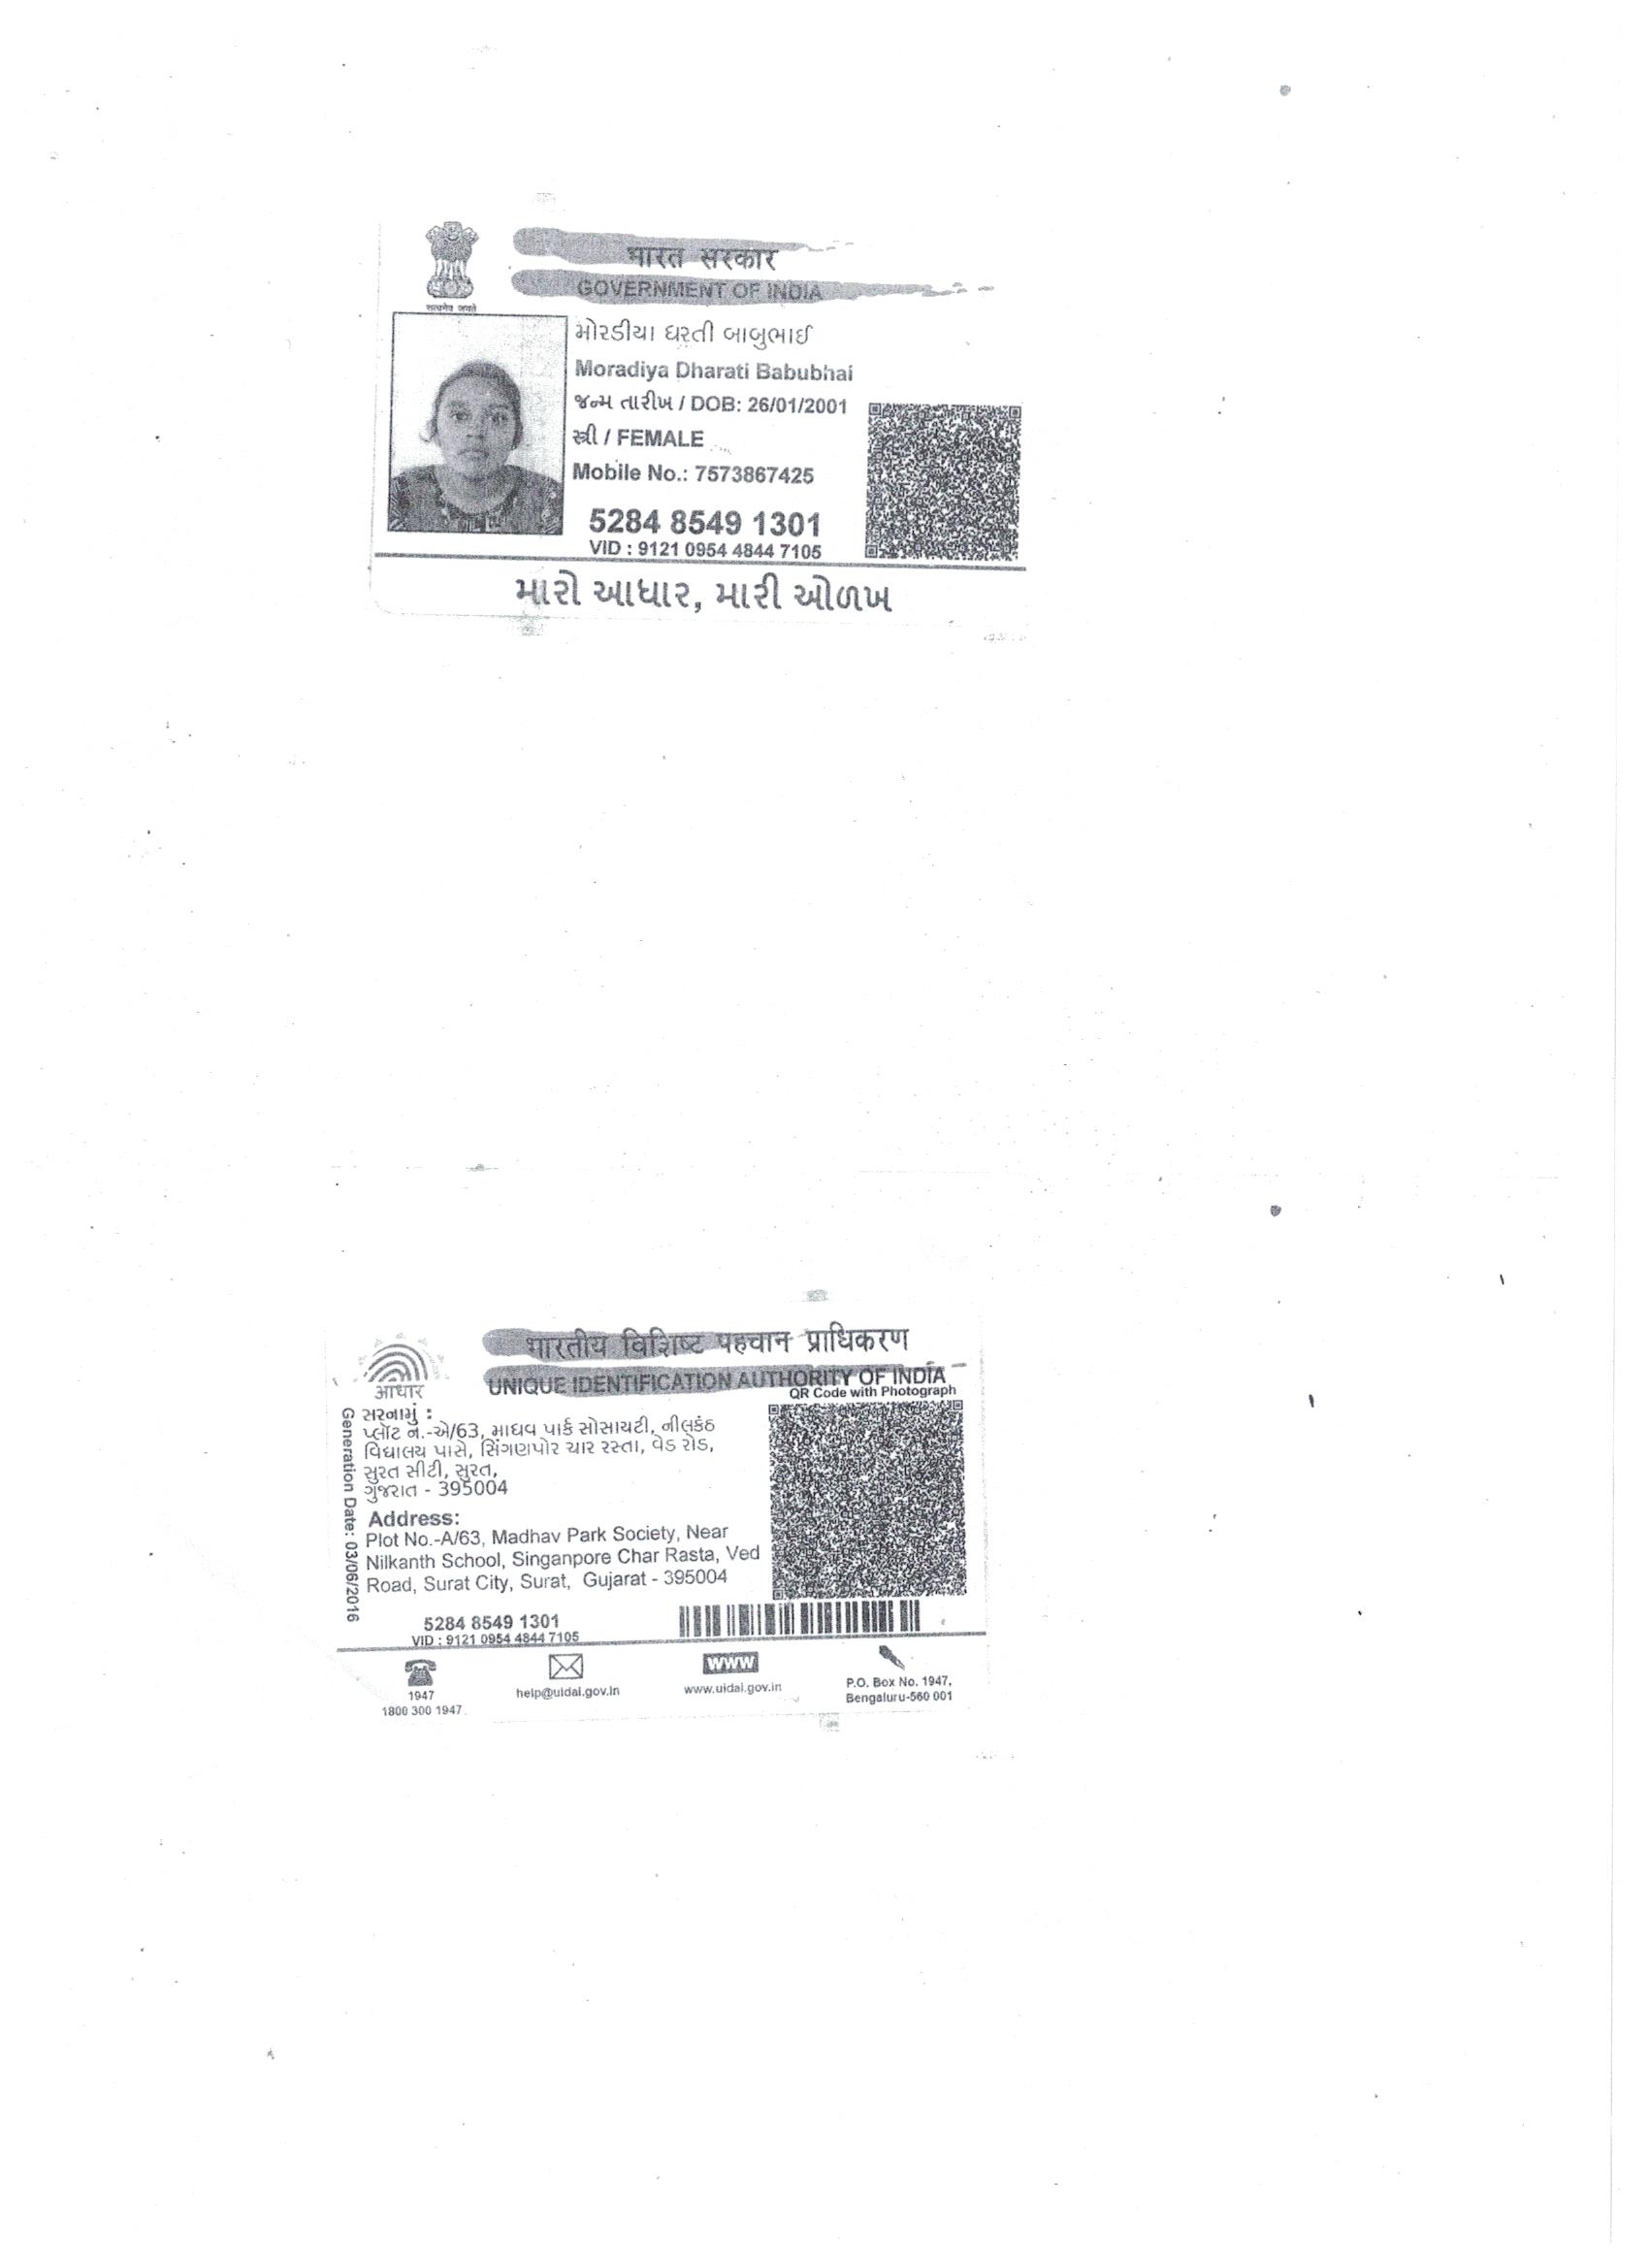 भारत सरकार
GOVERNMENT OF INDIA
सत्यमेव जयते
મોરડીયા ધરતી બાબુભાઈ
Moradiya Dharati Babubhai
જન્મ તારીખ / DOB: 26/01/2001
સ્ત્રી / FEMALE
Mobile No.: 7573867425
5284 8549 1301
VID : 9121 0954 4844 7105
મારો આધાર, મારી ઓળખ
भारतीय विशिष्ट पहचान प्राधिकरण
UNIQUE IDENTIFICATION AUTHORITY OF INDIA
आधार
QR Code with Photograph
Generation Date: 03/06/2016
સરનામું :
પ્લૉટ નં.-એ/63, માધવ પાર્ક સોસાયટી, નીલકંઠ
વિદ્યાલય પાસે, સિંગણપોર ચાર રસ્તા, વેડ રોડ,
સુરત સીટી, સુરત,
ગુજરાત - 395004
Address:
Plot No.-A/63, Madhav Park Society, Near
Nilkanth School, Singanpore Char Rasta, Ved
Road, Surat City, Surat, Gujarat - 395004
5284 8549 1301
VID : 9121 0954 4844 7105
1947
1800 300 1947
help@uidai.gov.in
www
www.uidai.gov.in
P.O. Box No. 1947,
Bengaluru-560 001